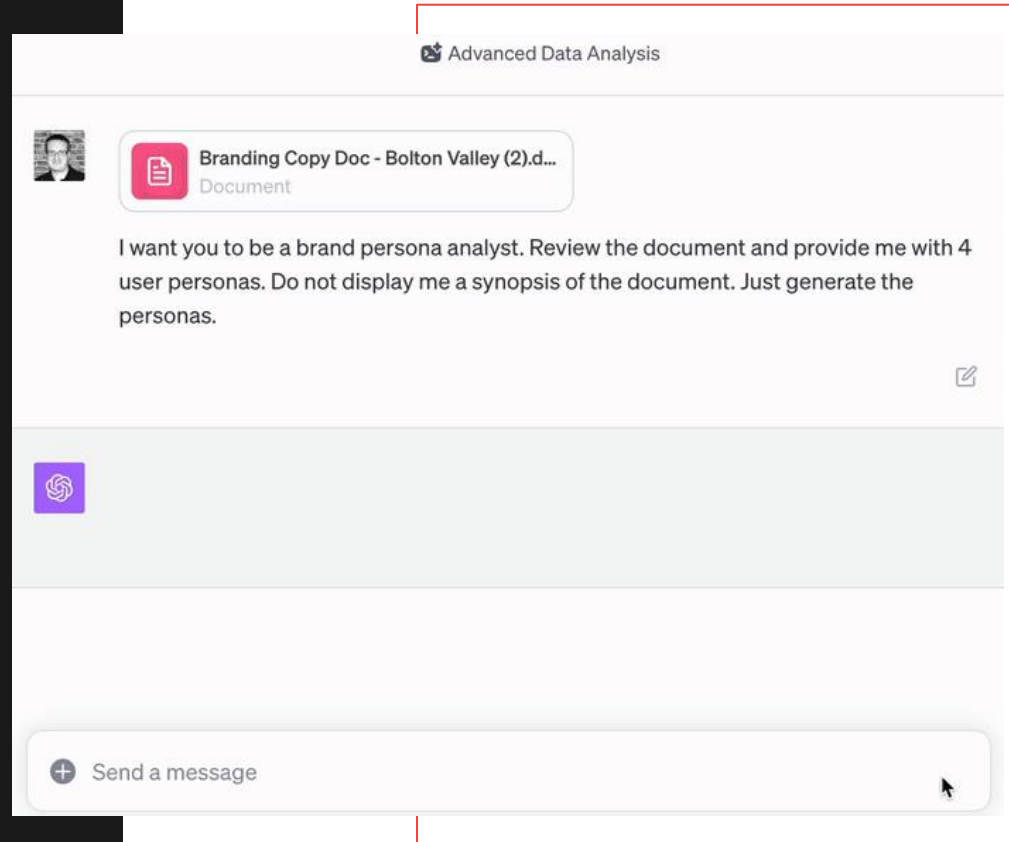 Advanced Data Analysis
Branding Copy Doc - Bolton Valley (2).d...
Document
I want you to be a brand persona analyst. Review the document and provide me with 4
user personas. Do not display me a synopsis of the document. Just generate the
personas.
Send a message